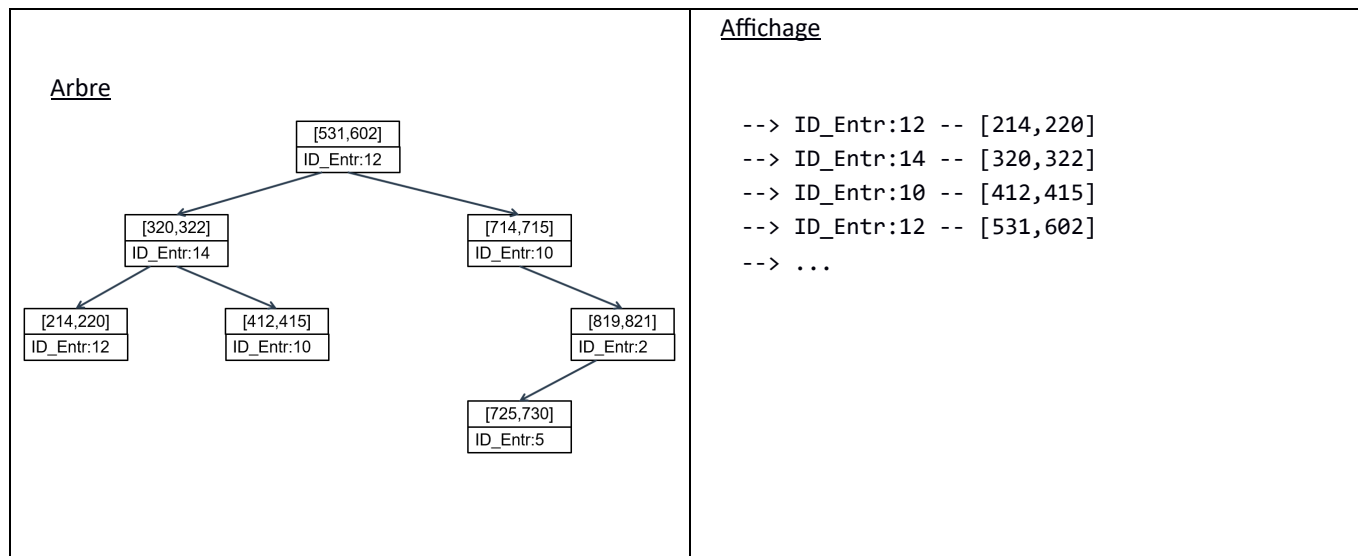 Arbre
[531,602]
ID_Entr:12
[320,322]
ID_Entr:14
[714,715]
ID_Entr:10
[214,220]
ID_Entr:12
[412,415]
ID_Entr:10
[819,821]
ID_Entr:2
[725,730]
ID_Entr:5
Affichage
--> ID_Entr:12 -- [214,220]
--> ID_Entr:14 -- [320,322]
--> ID_Entr:10 -- [412,415]
--> ID_Entr:12 -- [531,602]
--> ...